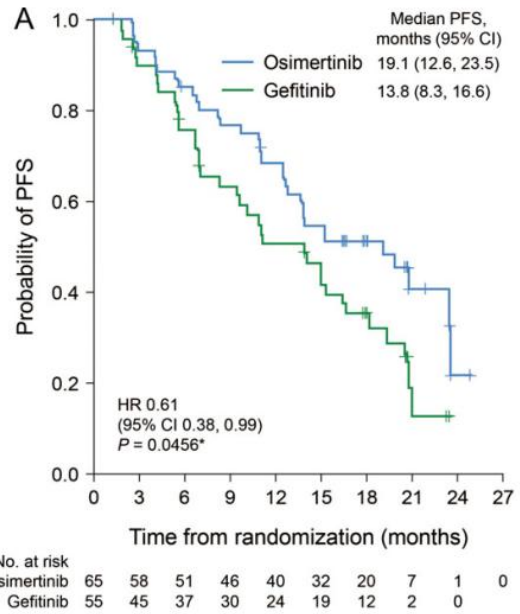 A
Median PFS,
months (95% CI)
Osimertinib 19.1 (12.6, 23.5)
Gefitinib 13.8 (8.3, 16.6)
Probability of PFS
1.0
0.8
0.6
0.4
0.2
0.0
HR 0.61
(95% CI 0.38, 0.99)
P = 0.0456*
0 3 6 9 12 15 18 21 24 27
Time from randomization (months)
No. at risk
simertinib 65 58 51 46 40 32 20 7 1 0
Gefitinib 55 45 37 30 24 19 12 2 0